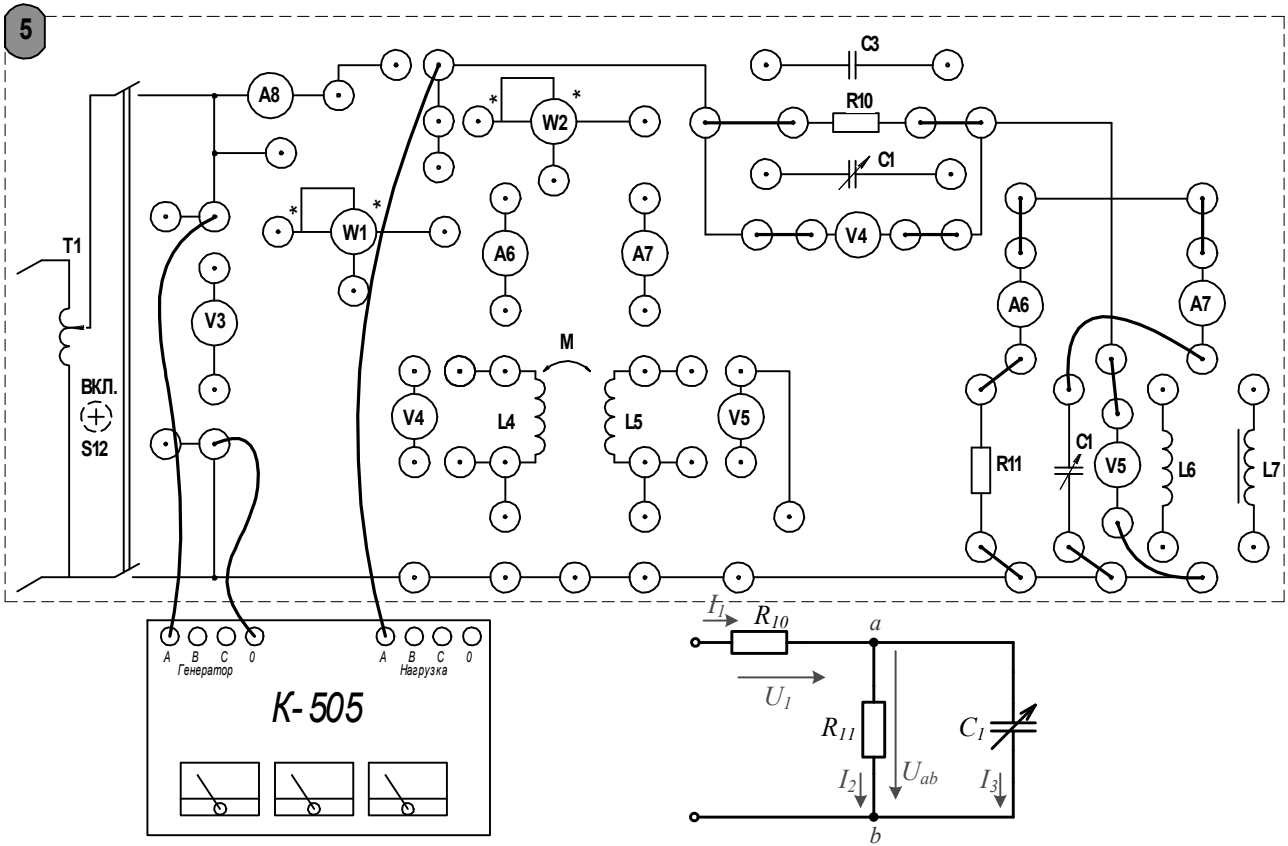 5
C3
A8
R10
* W2 *
C1
T1
* W1 *
A6
A7
V4
A6
A7
V3
M
ВКЛ.
S12
V4
L4
L5
V5
R11
C1
V5
L6
L7
A B C 0
Генератор
A B C 0
Нагрузка
К-505
I1
R10
a
U1
R11
C1
I2
Uab
I3
b